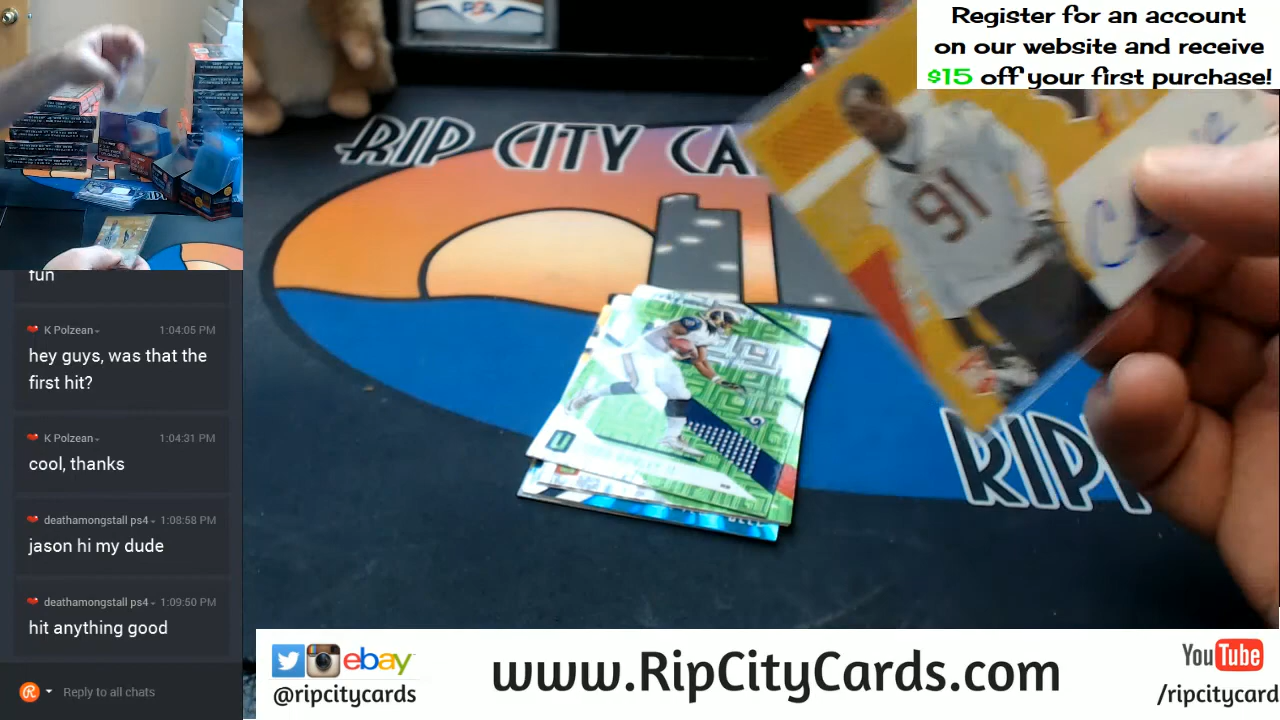 Register for an account
on our website and receive
$15 off your first purchase!
PSA
RIP CITY CA
91
fun
K Polzean 1:04:05 PM
hey guys, was that the
first hit?
K Polzean 1:04:31 PM
cool, thanks
deathamongstall ps4 1:08:58 PM
jason hi my dude
deathamongstall ps4 1:09:50 PM
hit anything good
R
Reply to all chats
U
RIP
ebay
@ripcitycards
www.RipCityCards.com
YouTube
/ripcitycard